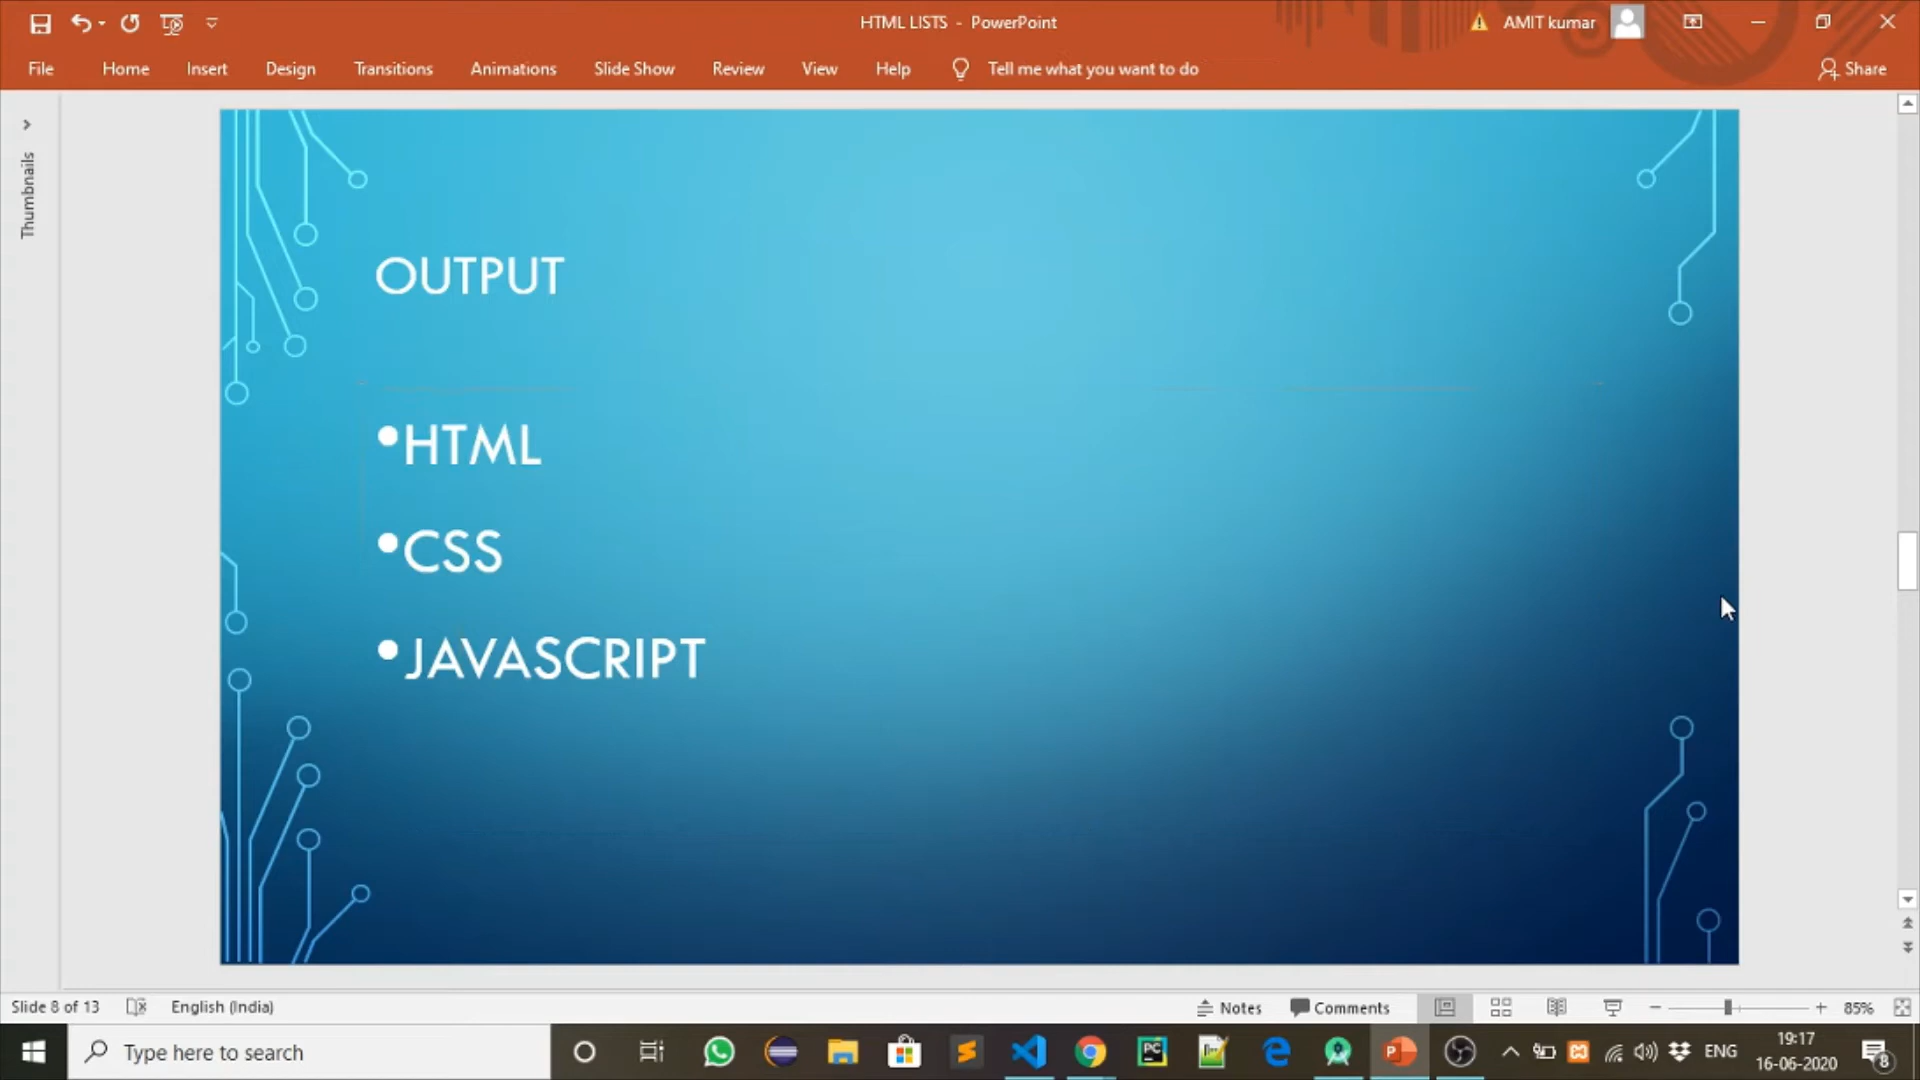 HTML LISTS - PowerPoint
AMIT kumar
File Home Insert Design Transitions Animations Slide Show Review View Help Tell me what you want to do Share
Thumbnails
OUTPUT
•HTML
•CSS
•JAVASCRIPT
Slide 8 of 13 English (India) Notes Comments 85%
Type here to search
PC
ENG
19:17
16-06-2020
8